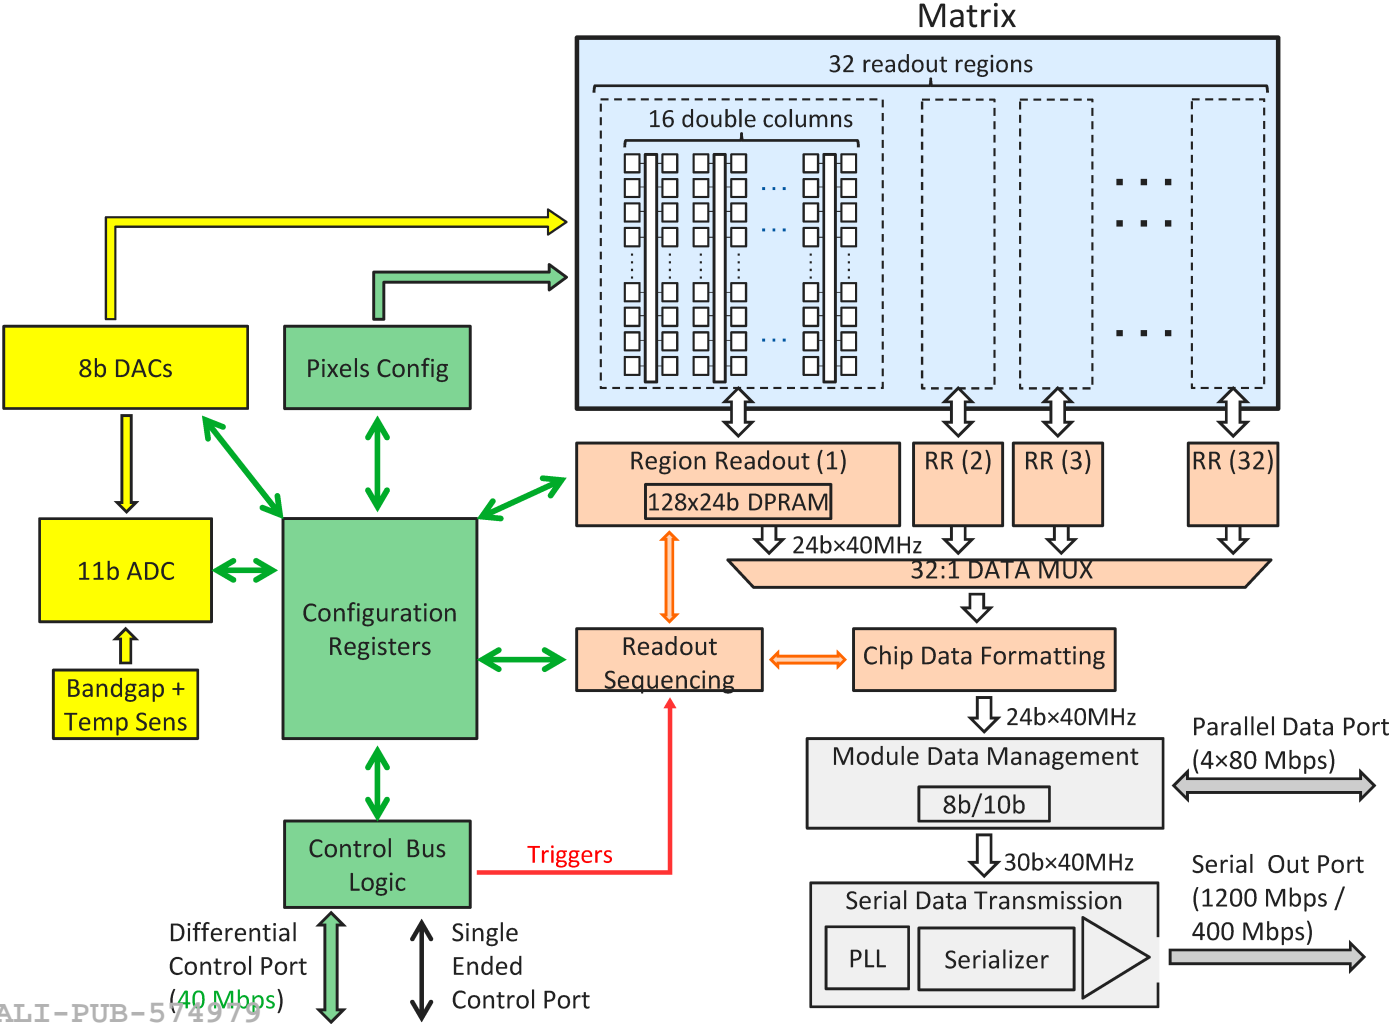 Matrix
32 readout regions
16 double columns
8b DACs
Pixels Config
Region Readout (1)
128x24b DPRAM
RR (2)
RR (3)
RR (32)
24b×40MHz
32:1 DATA MUX
11b ADC
Configuration
Registers
Readout
Sequencing
Chip Data Formatting
Bandgap +
Temp Sens
24b×40MHz
Module Data Management
8b/10b
Parallel Data Port
(4×80 Mbps)
Control Bus
Logic
Triggers
30b×40MHz
Serial Data Transmission
PLL
Serializer
Serial Out Port
(1200 Mbps /
400 Mbps)
Differential
Control Port
(40 Mbps)
Single
Ended
Control Port
ALI-PUB-574979